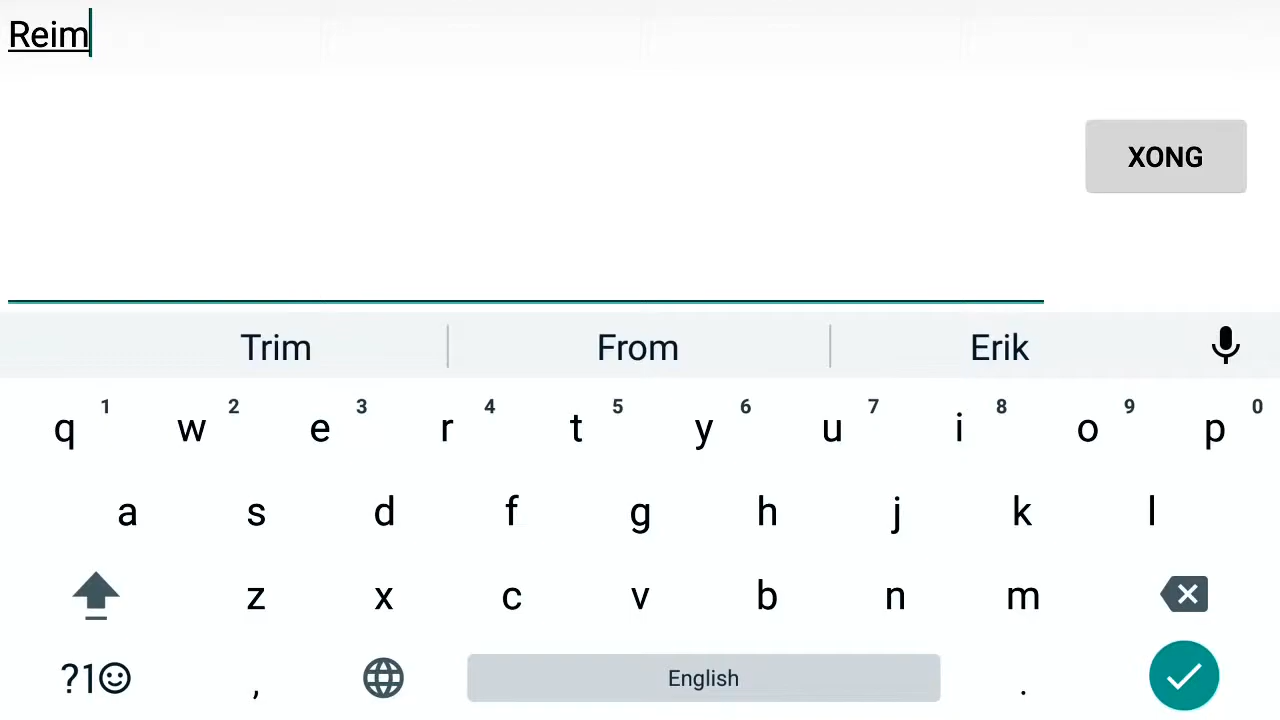 Reim
XONG
Trim From Erik
q 1 w 2 e 3 r 4 t 5 y 6 u 7 i 8 o 9 p 0
a s d f g h j k l
z x c v b n m
?1 , English .